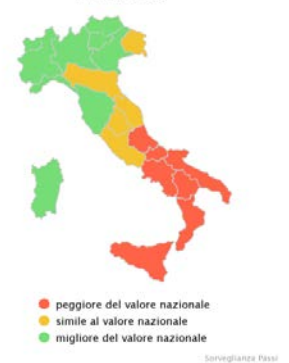 peggiore del valore nazionale
simile al valore nazionale
migliore del valore nazionale
Sorveglianza Passi